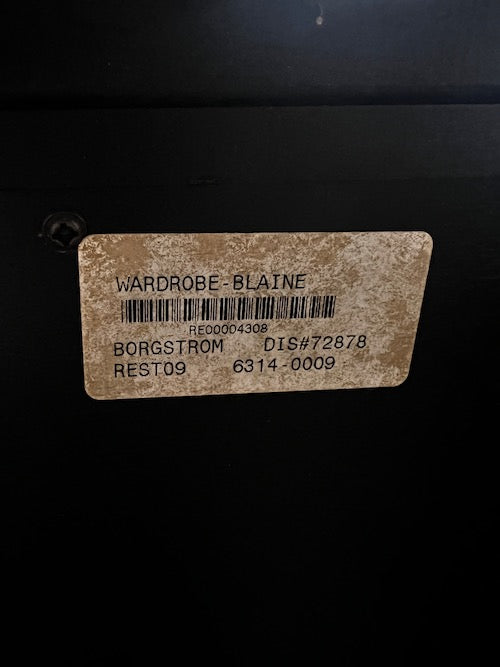 WARDROBE-BLAINE
RE00004308
BORGSTROM DIS#72878
REST09 6314-0009